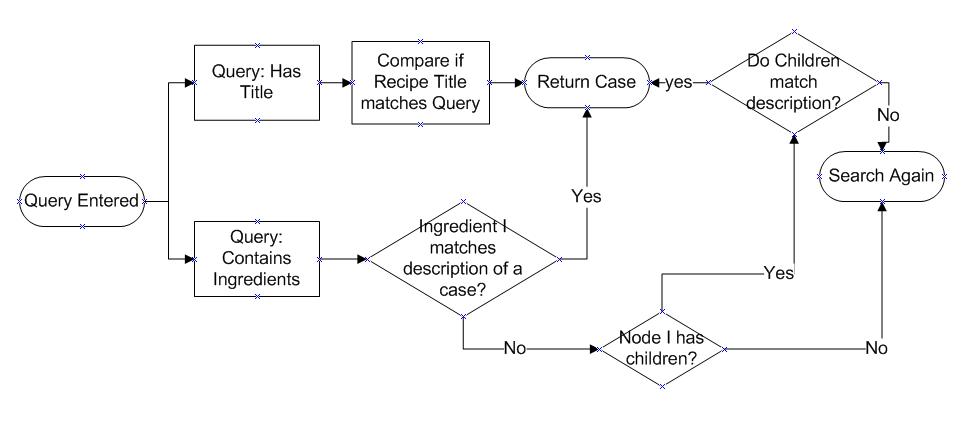 Query: Has
Title
Compare if
Recipe Title
matches Query
Return Case
yes
Do Children
match
description?
No
Search Again
Query Entered
Query:
Contains
Ingredients
Ingredient I
matches
description of a
case?
Yes
Yes
No
Node I has
children?
No